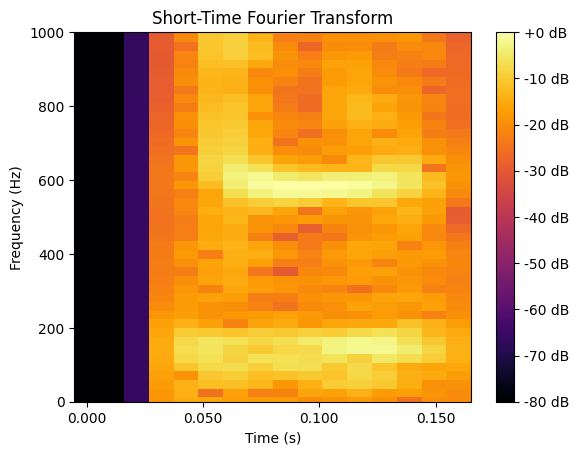 Short-Time Fourier Transform
1000
800
600
400
200
0
Frequency (Hz)
0.000
0.050
0.100
0.150
Time (s)
+0 dB
-10 dB
-20 dB
-30 dB
-40 dB
-50 dB
-60 dB
-70 dB
-80 dB